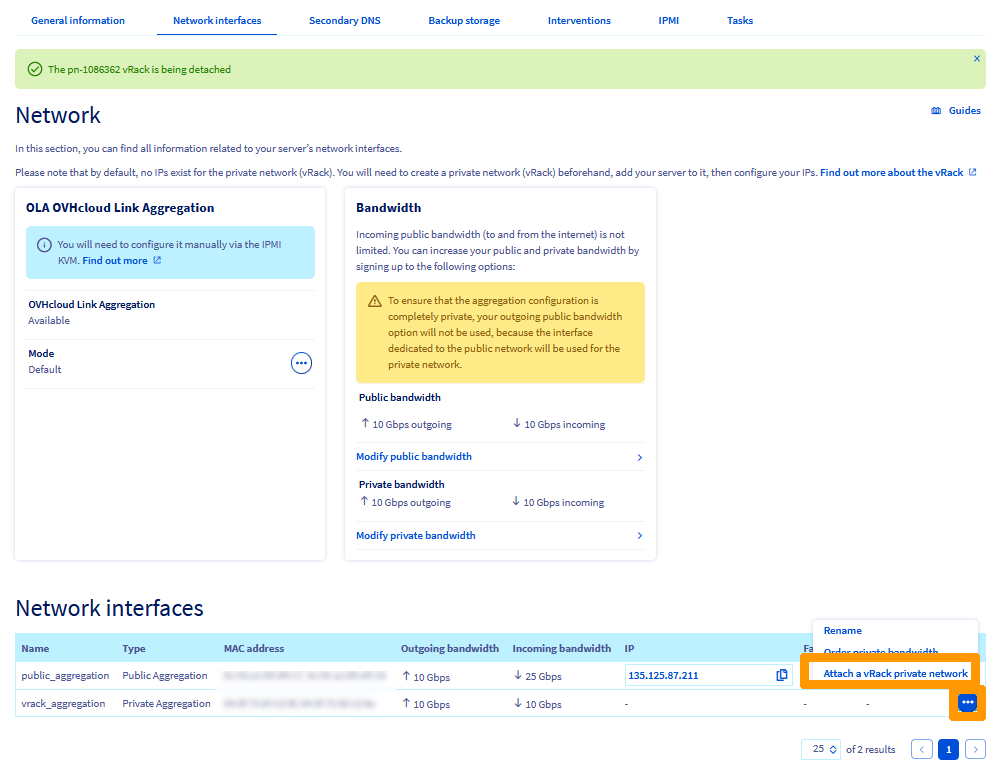 General information
Network interfaces
Secondary DNS
Backup storage
Interventions
IPMI
Tasks
The pn-1086362 vRack is being detached
x
Network
Guides
In this section, you can find all information related to your server's network interfaces.
Please note that by default, no IPs exist for the private network (vRack). You will need to create a private network (vRack) beforehand, add your server to it, then configure your IPs. Find out more about the vRack
OLA OVHcloud Link Aggregation
You will need to configure it manually via the IPMI
KVM. Find out more
OVHcloud Link Aggregation
Available
Mode
Default
Bandwidth
Incoming public bandwidth (to and from the internet) is not
limited. You can increase your public and private bandwidth by
signing up to the following options:
To ensure that the aggregation configuration is
completely private, your outgoing public bandwidth
option will not be used, because the interface
dedicated to the public network will be used for the
private network.
Public bandwidth
↑ 10 Gbps outgoing
↓ 10 Gbps incoming
Modify public bandwidth
Private bandwidth
↑ 10 Gbps outgoing
↓ 10 Gbps incoming
Modify private bandwidth
Network interfaces
Rename
Order private bandwidth
Attach a vRack private network
Name Type MAC address Outgoing bandwidth Incoming bandwidth IP
public_aggregation Public Aggregation ↑ 10 Gbps ↓ 25 Gbps 135.125.87.211
vrack_aggregation Private Aggregation ↑ 10 Gbps ↓ 10 Gbps - - -
25 of 2 results 1